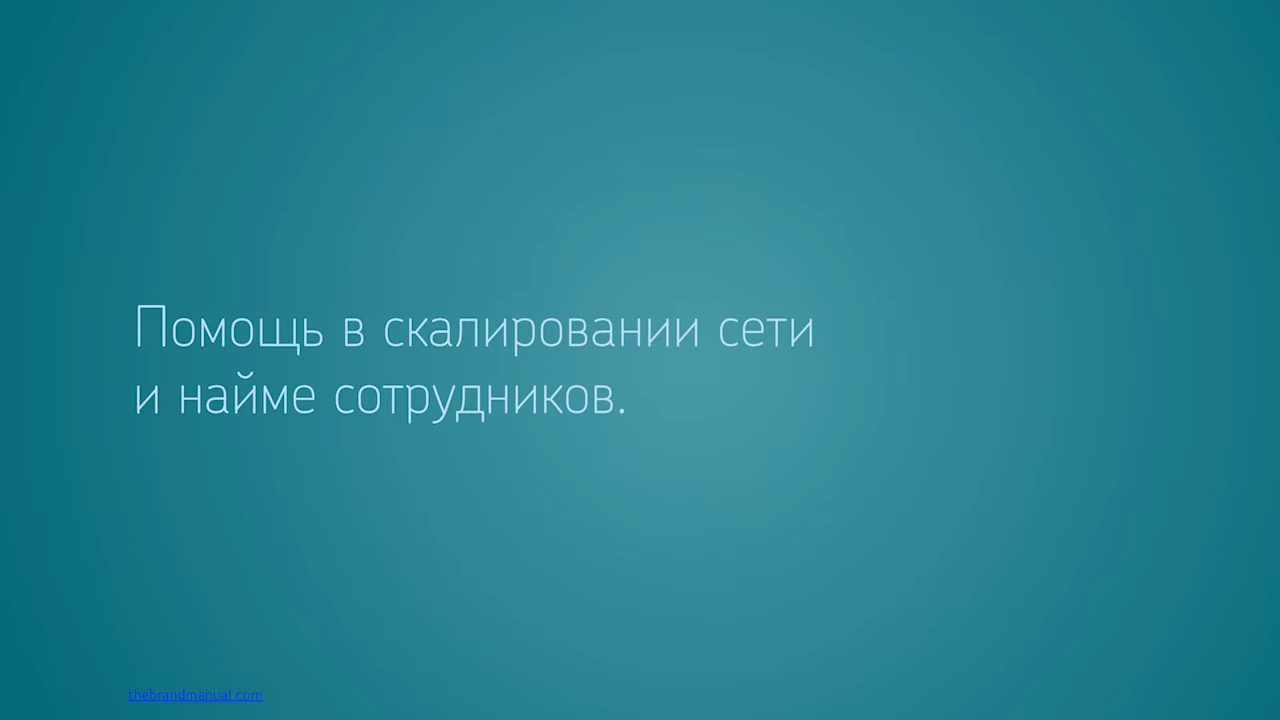 Помощь в скалировании сети
и найме сотрудников.
thebrandmanual.com